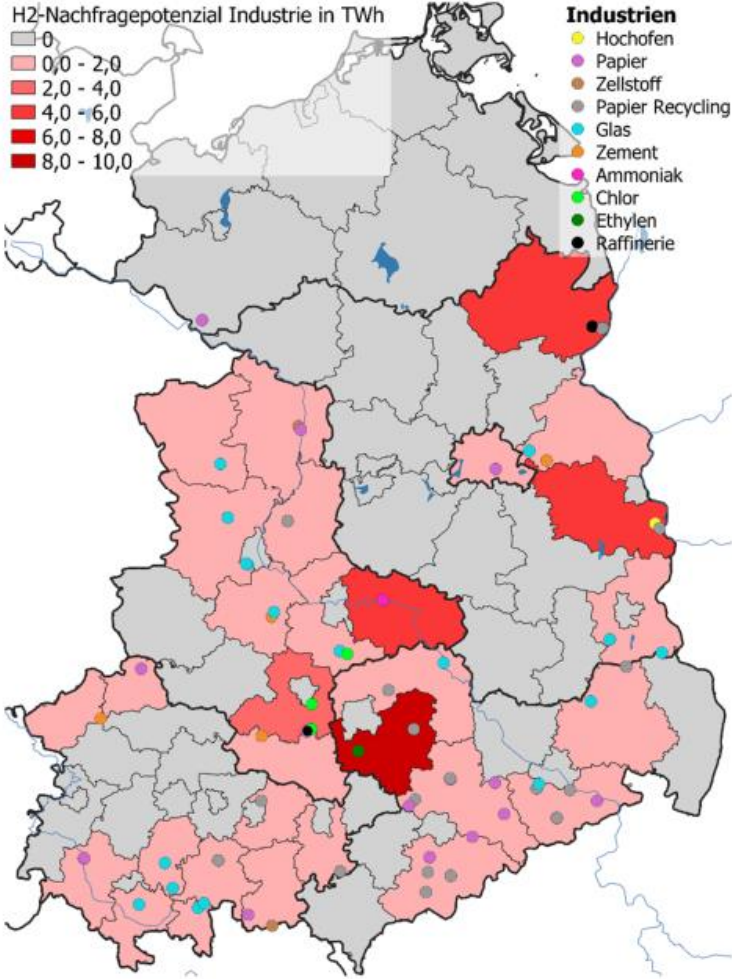 H2-Nachfragepotenzial Industrie in TWh
0
0,0 - 2,0
2,0 - 4,0
4,0 - 6,0
6,0 - 8,0
8,0 - 10,0
Industrien
Hochofen
Papier
Zellstoff
Papier Recycling
Glas
Zement
Ammoniak
Chlor
Ethylen
Raffinerie